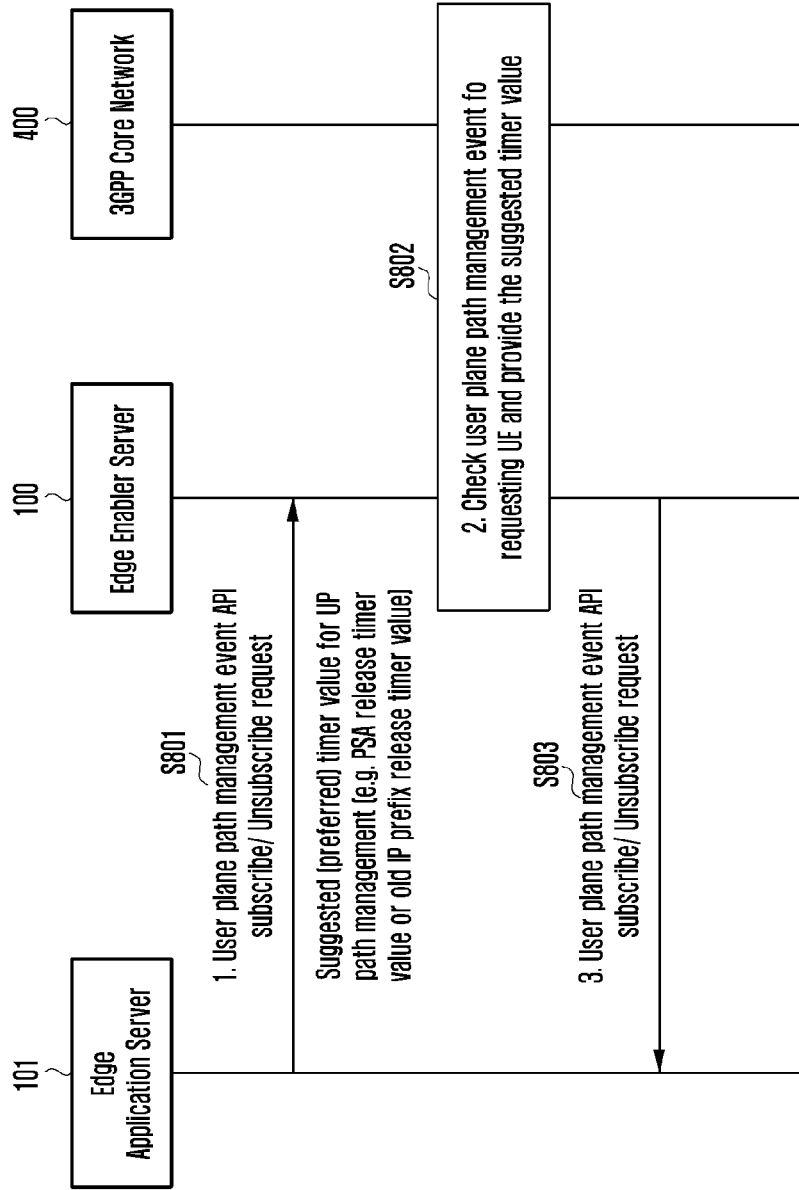 101
Edge
Application Server
100
Edge Enabler Server
400
3GPP Core Network
S801
1. User plane path management event API
subscribe/ Unsubscribe request
Suggested (preferred) timer value for UP
path management (e.g. PSA release timer
value or old IP prefix release timer value)
S802
2. Check user plane path management event fo
requesting UE and provide the suggested timer value
S803
3. User plane path management event API
subscribe/ Unsubscribe request